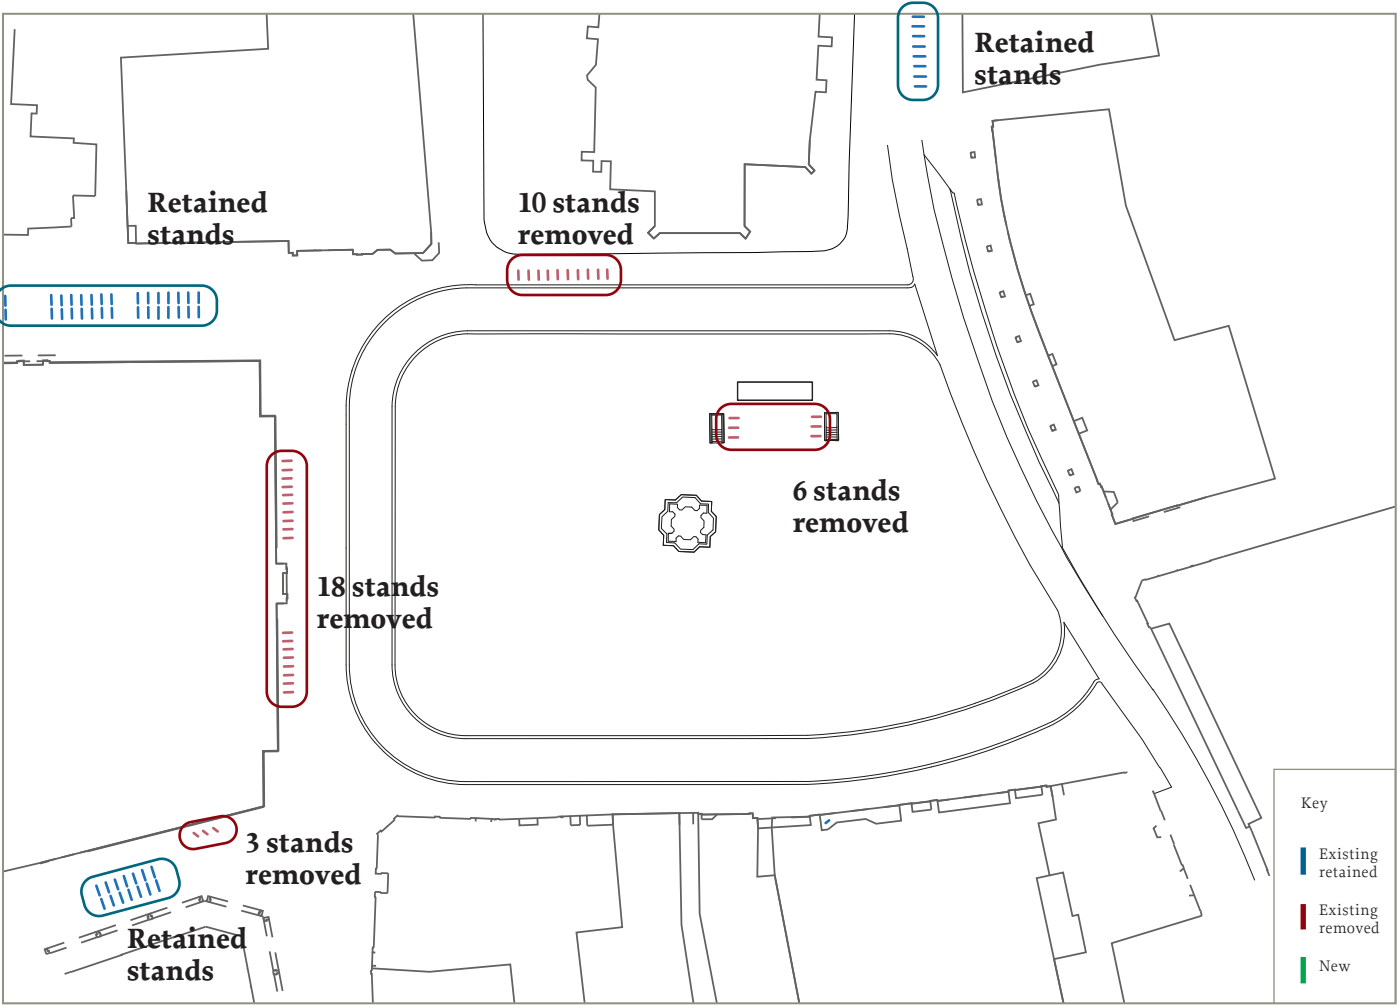 Retained
stands
Retained
stands
10 stands
removed
6 stands
removed
18 stands
removed
3 stands
removed
Retained
stands
Key
Existing
retained
Existing
removed
New